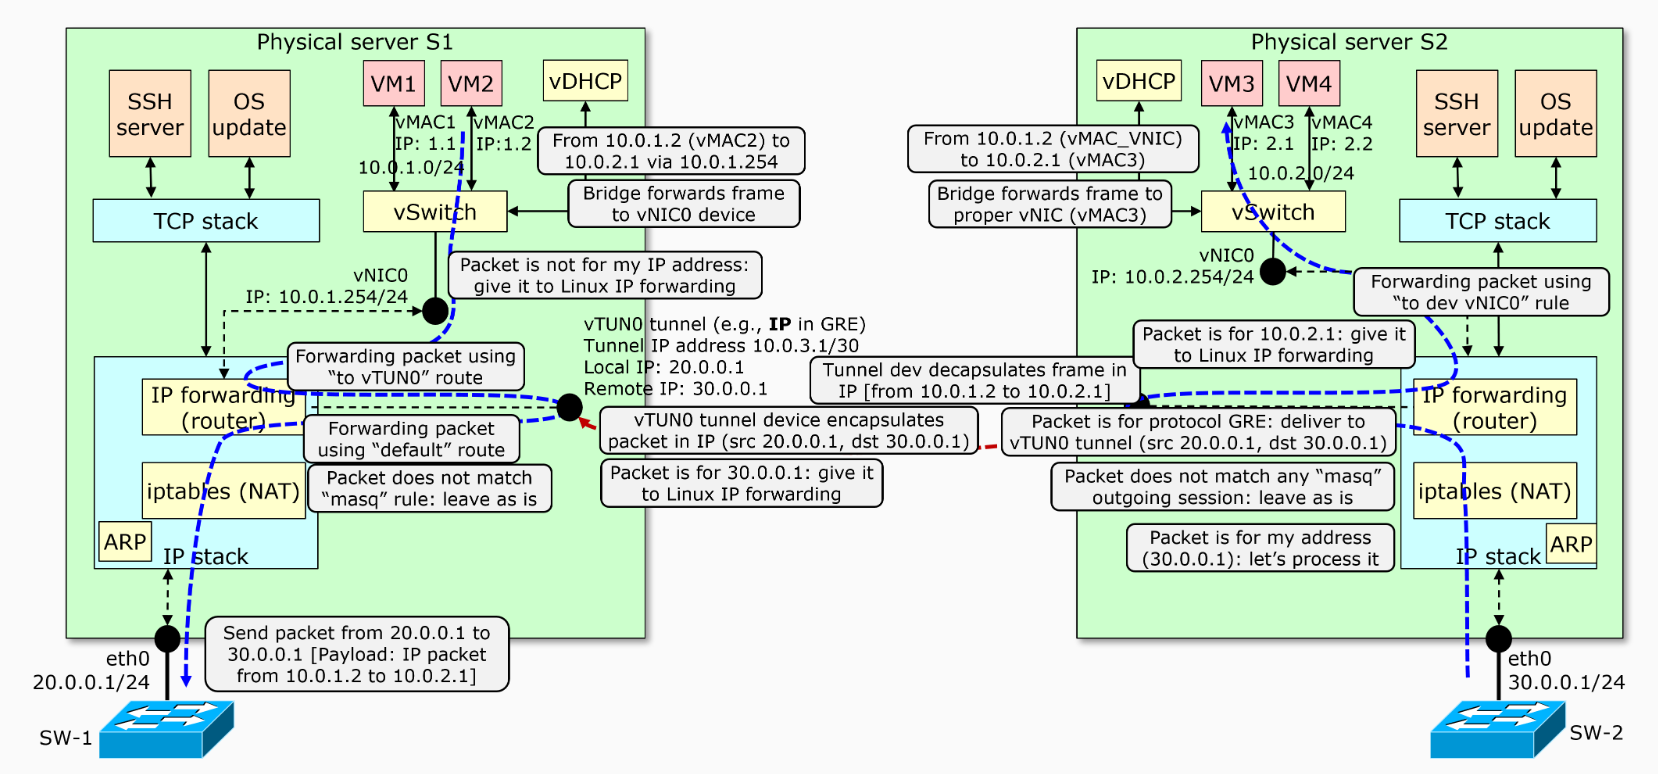 Physical server S1
SSH
server
OS
update
VM1
VM2
vDHCP
vMAC1
IP: 1.1
vMAC2
IP:1.2
10.0.1.0/24
From 10.0.1.2 (vMAC2) to
10.0.2.1 via 10.0.1.254
Bridge forwards frame
to vNIC0 device
TCP stack
vSwitch
Packet is not for my IP address:
give it to Linux IP forwarding
vNIC0
IP: 10.0.1.254/24
vTUN0 tunnel (e.g., IP in GRE)
Tunnel IP address 10.0.3.1/30
Local IP: 20.0.0.1
Remote IP: 30.0.0.1
Forwarding packet using
“to vTUN0” route
IP forwarding
(router)
Forwarding packet
using “default” route
vTUN0 tunnel device encapsulates
packet in IP (src 20.0.0.1, dst 30.0.0.1)
Packet is for 30.0.0.1: give it
to Linux IP forwarding
Packet does not match
“masq” rule: leave as is
iptables (NAT)
ARP
IP stack
Send packet from 20.0.0.1 to
30.0.0.1 [Payload: IP packet
from 10.0.1.2 to 10.0.2.1]
eth0
20.0.0.1/24
SW-1
Physical server S2
vDHCP
VM3
VM4
SSH
server
OS
update
From 10.0.1.2 (vMAC_VNIC)
to 10.0.2.1 (vMAC3)
vMAC3
IP: 2.1
vMAC4
IP: 2.2
10.0.2.0/24
Bridge forwards frame to
proper vNIC (vMAC3)
vSwitch
TCP stack
vNIC0
IP: 10.0.2.254/24
Forwarding packet using
“to dev vNIC0” rule
Packet is for 10.0.2.1: give it
to Linux IP forwarding
Tunnel dev decapsulates frame in
IP [from 10.0.1.2 to 10.0.2.1]
IP forwarding
(router)
Packet is for protocol GRE: deliver to
vTUN0 tunnel (src 20.0.0.1, dst 30.0.0.1)
Packet does not match any “masq”
outgoing session: leave as is
iptables (NAT)
Packet is for my address
(30.0.0.1): let’s process it
IP stack
ARP
eth0
30.0.0.1/24
SW-2